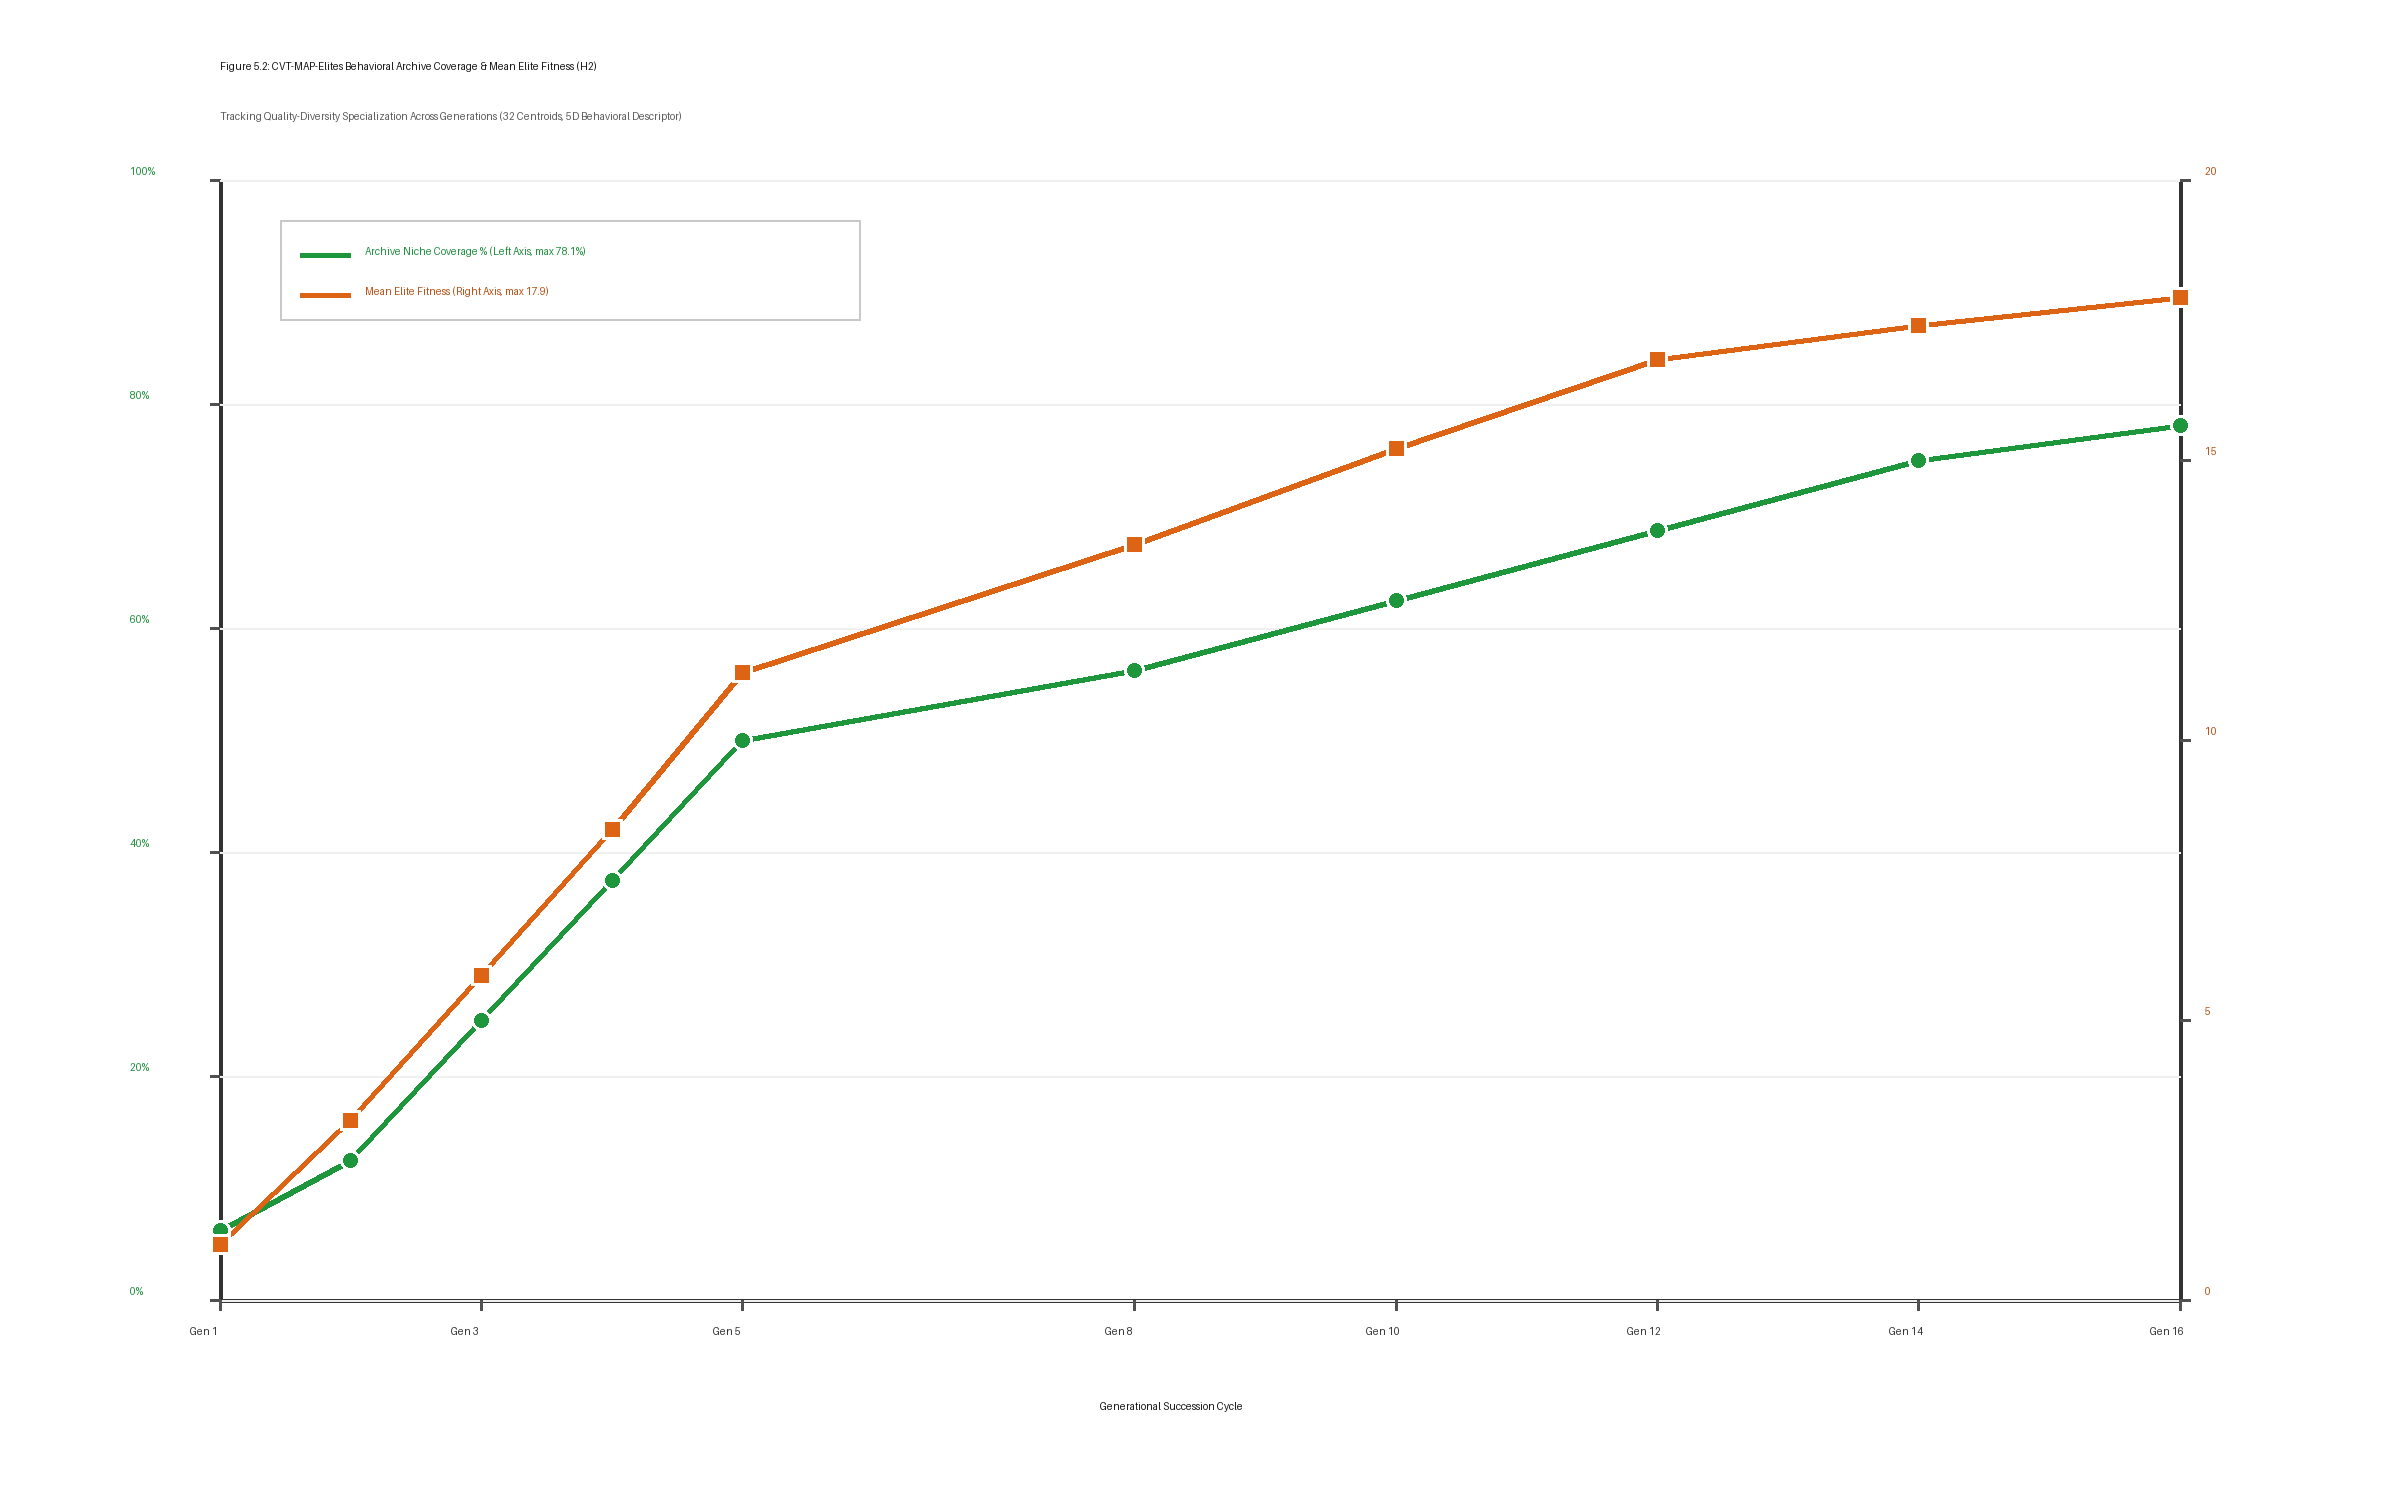 Figure 5.2: CVT-MAP-Elites Behavioral Archive Coverage & Mean Elite Fitness (H2)
Tracking Quality-Diversity Specialization Across Generations (32 Centroids, 5D Behavioral Descriptor)
100%
20
Archive Niche Coverage % (Left Axis, max 78.1%)
Mean Elite Fitness (Right Axis, max 17.9)
80%
15
60%
10
40%
5
20%
0%
0
Gen 1 Gen 3 Gen 5 Gen 8 Gen 10 Gen 12 Gen 14 Gen 16
Generational Succession Cycle